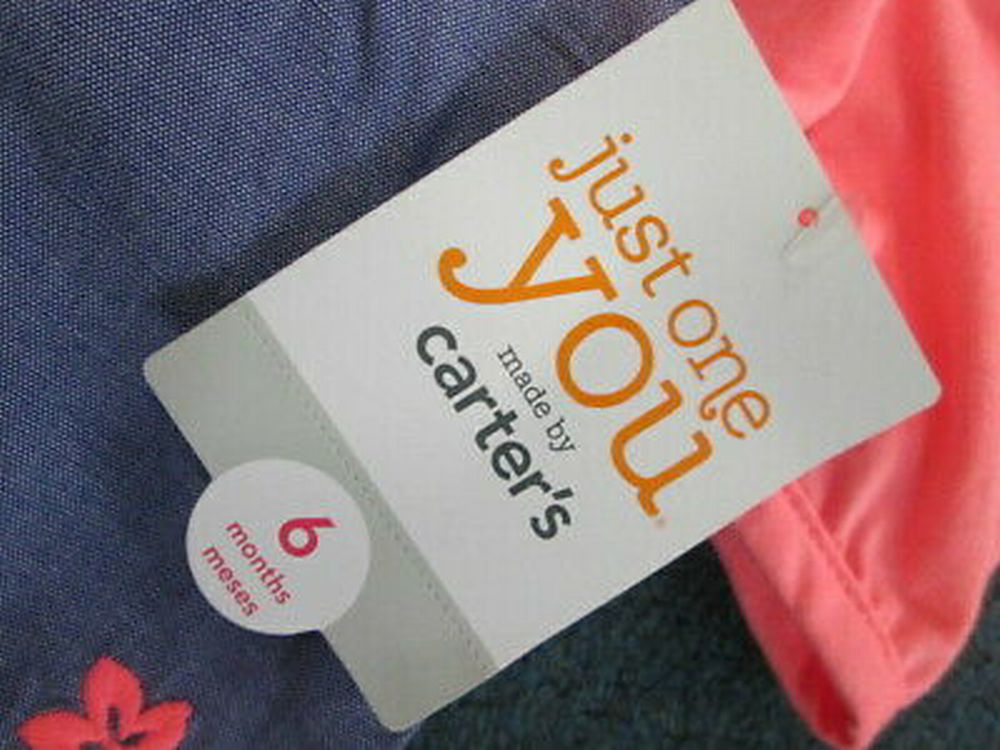 just one
you
made by
carter's
6
months
meses